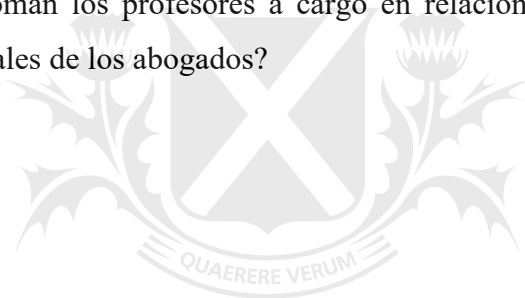 oman los profesores a cargo en relación
ales de los abogados?
QUAERERE VERUM